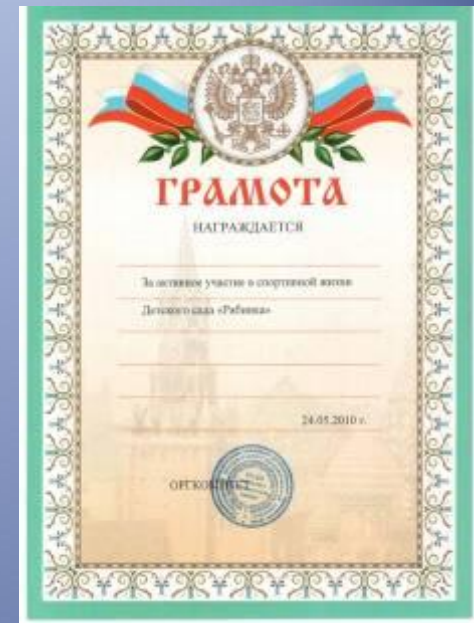 ГРАМОТА
НАГРАЖДАЕТСЯ
За активное участие в спортивной жизни
Детского сада «Рябинка»
24.05.2010 г.
ОРГКОМИТЕТ